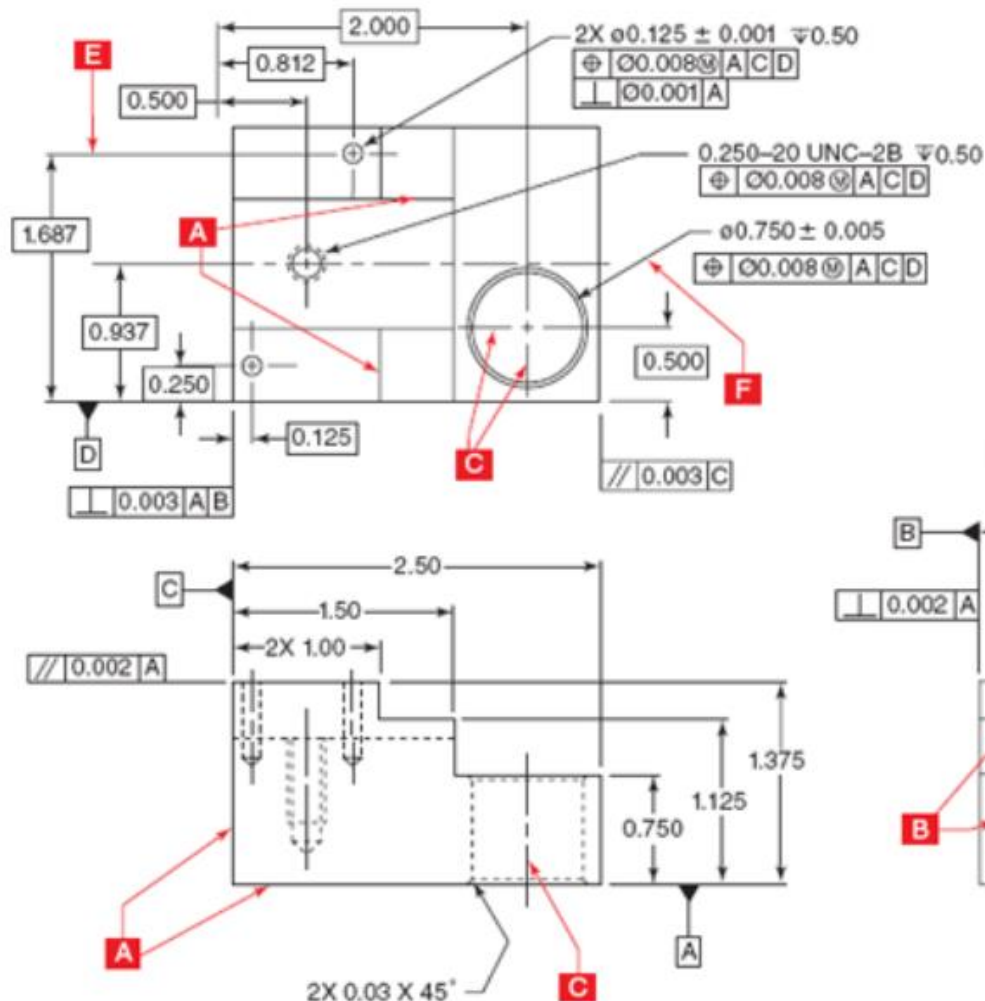 2.000
2X ø0.125 ± 0.001 ↧0.50
⌖ Ø0.008Ⓜ A C D
⊥ Ø0.001 A
E
0.812
0.500
0.250–20 UNC–2B ↧0.50
⌖ Ø0.008Ⓜ A C D
1.687
A
ø0.750 ± 0.005
⌖ Ø0.008Ⓜ A C D
0.937
0.250
0.500
F
D
0.125
C
⊥ 0.003 A B
// 0.003 C
B
C
2.50
1.50
⊥ 0.002 A
2X 1.00
// 0.002 A
1.375
1.125
0.750
B
A
A
2X 0.03 X 45°
C